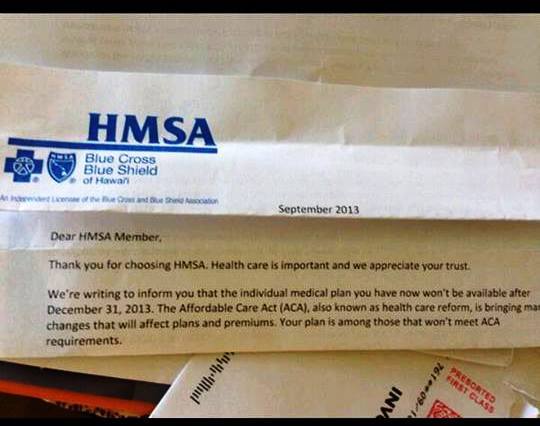 HMSA
HMSA
Blue Cross
Blue Shield
of Hawai'i
An Independent Licensee of the Blue Cross and Blue Shield Association
September 2013
Dear HMSA Member,
Thank you for choosing HMSA. Health care is important and we appreciate your trust.
We're writing to inform you that the individual medical plan you have now won't be available after
December 31, 2013. The Affordable Care Act (ACA), also known as health care reform, is bringing
changes that will affect plans and premiums. Your plan is among those that won't meet ACA
requirements.
PRESORTED
FIRST CLASS